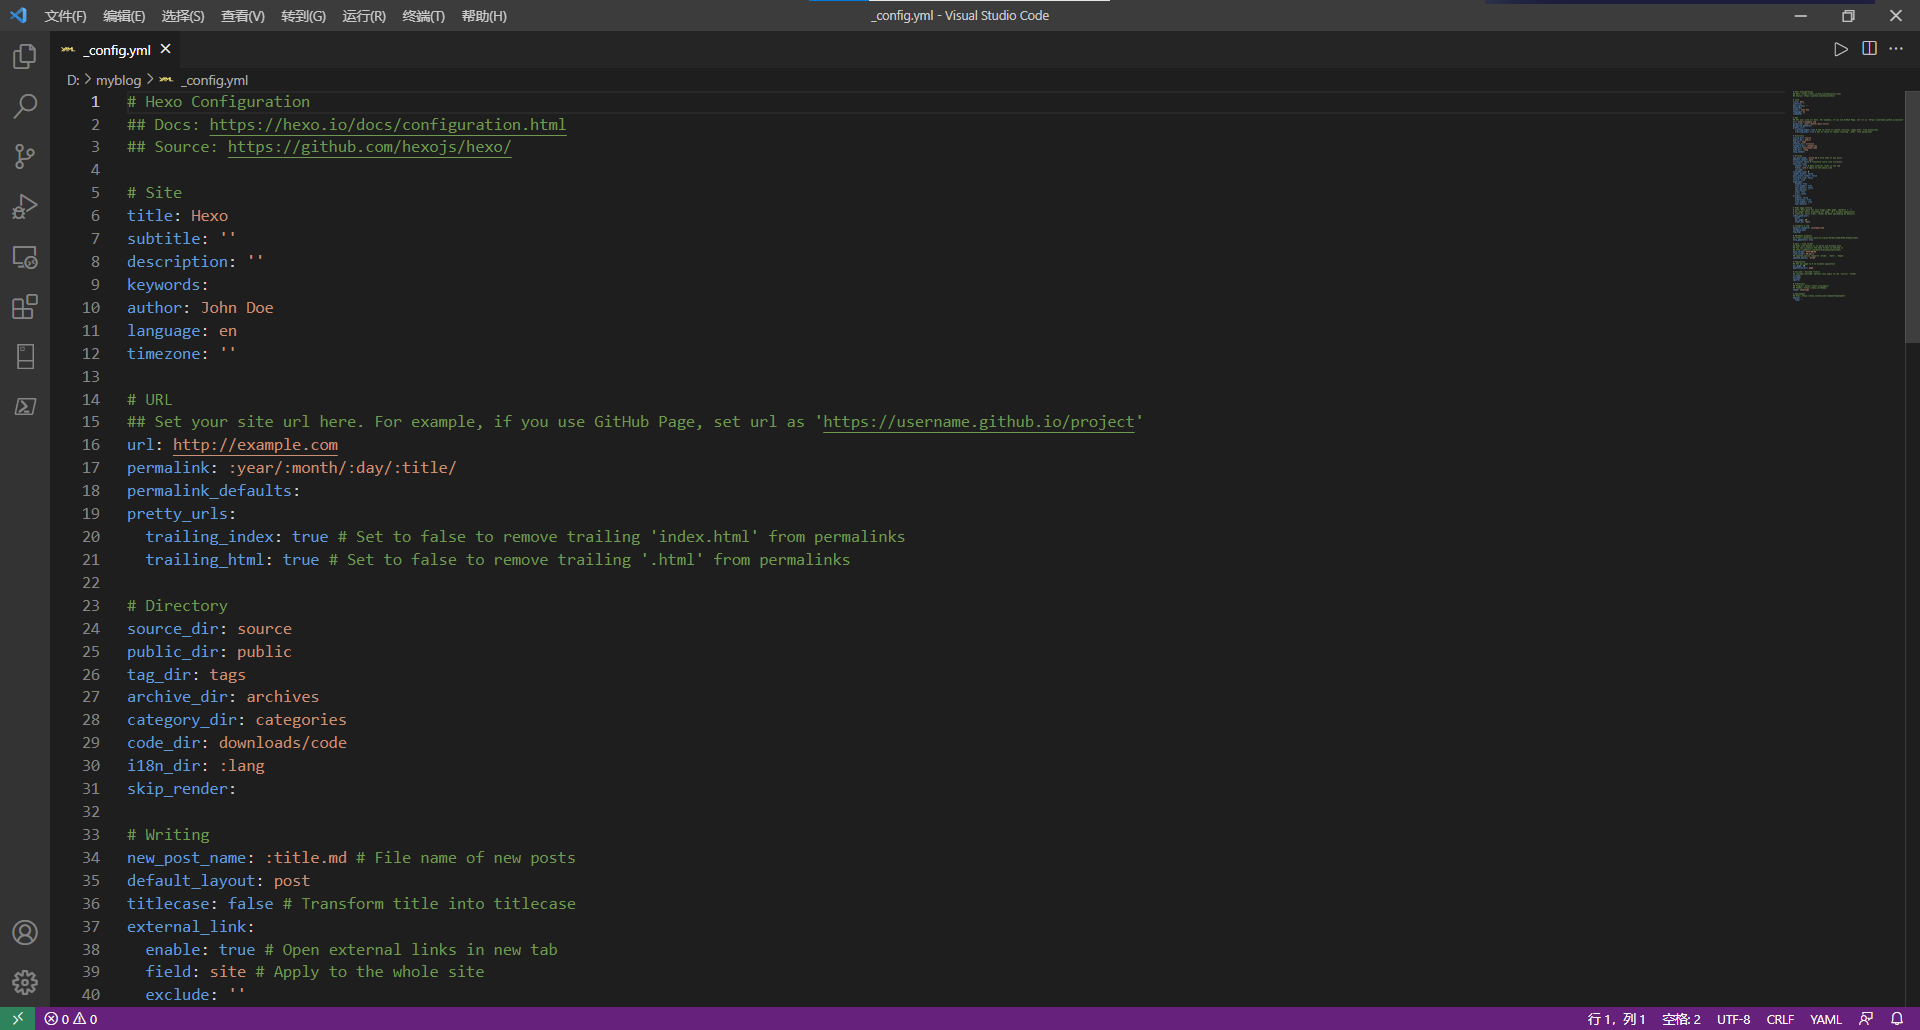 文件(F) 编辑(E) 选择(S) 查看(V) 转到(G) 运行(R) 终端(T) 帮助(H) _config.yml - Visual Studio Code
_config.yml
D: > myblog > _config.yml
1 # Hexo Configuration
2 ## Docs: https://hexo.io/docs/configuration.html
3 ## Source: https://github.com/hexojs/hexo/
4
5 # Site
6 title: Hexo
7 subtitle: ''
8 description: ''
9 keywords:
10 author: John Doe
11 language: en
12 timezone: ''
13
14 # URL
15 ## Set your site url here. For example, if you use GitHub Page, set url as 'https://username.github.io/project'
16 url: http://example.com
17 permalink: :year/:month/:day/:title/
18 permalink_defaults:
19 pretty_urls:
20   trailing_index: true # Set to false to remove trailing 'index.html' from permalinks
21   trailing_html: true # Set to false to remove trailing '.html' from permalinks
22
23 # Directory
24 source_dir: source
25 public_dir: public
26 tag_dir: tags
27 archive_dir: archives
28 category_dir: categories
29 code_dir: downloads/code
30 i18n_dir: :lang
31 skip_render:
32
33 # Writing
34 new_post_name: :title.md # File name of new posts
35 default_layout: post
36 titlecase: false # Transform title into titlecase
37 external_link:
38   enable: true # Open external links in new tab
39   field: site # Apply to the whole site
40   exclude: ''
0 0 行 1，列 1 空格: 2 UTF-8 CRLF YAML